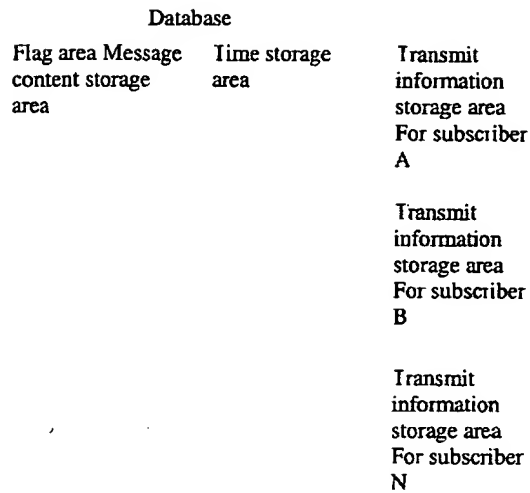 Database
Flag area Message
content storage
area
Time storage
area
Transmit
information
storage area
For subscriber
A
Transmit
information
storage area
For subscriber
B
Transmit
information
storage area
For subscriber
N